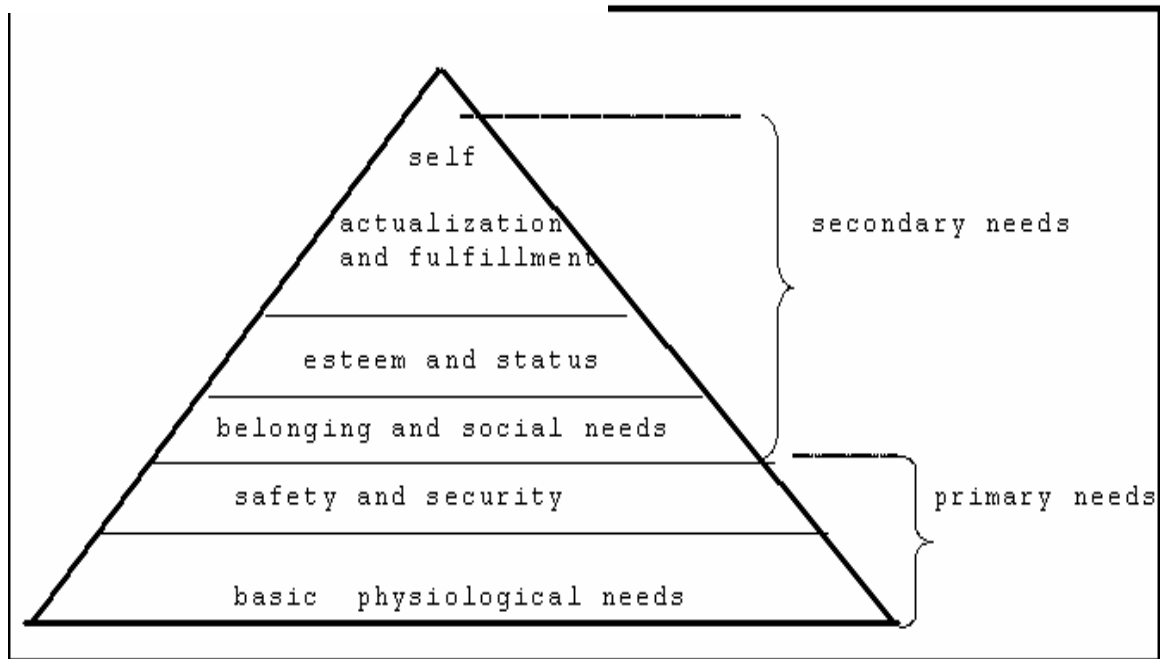 self
actualization
and fulfillment
secondary needs
esteem and status
belonging and social needs
safety and security
primary needs
basic physiological needs